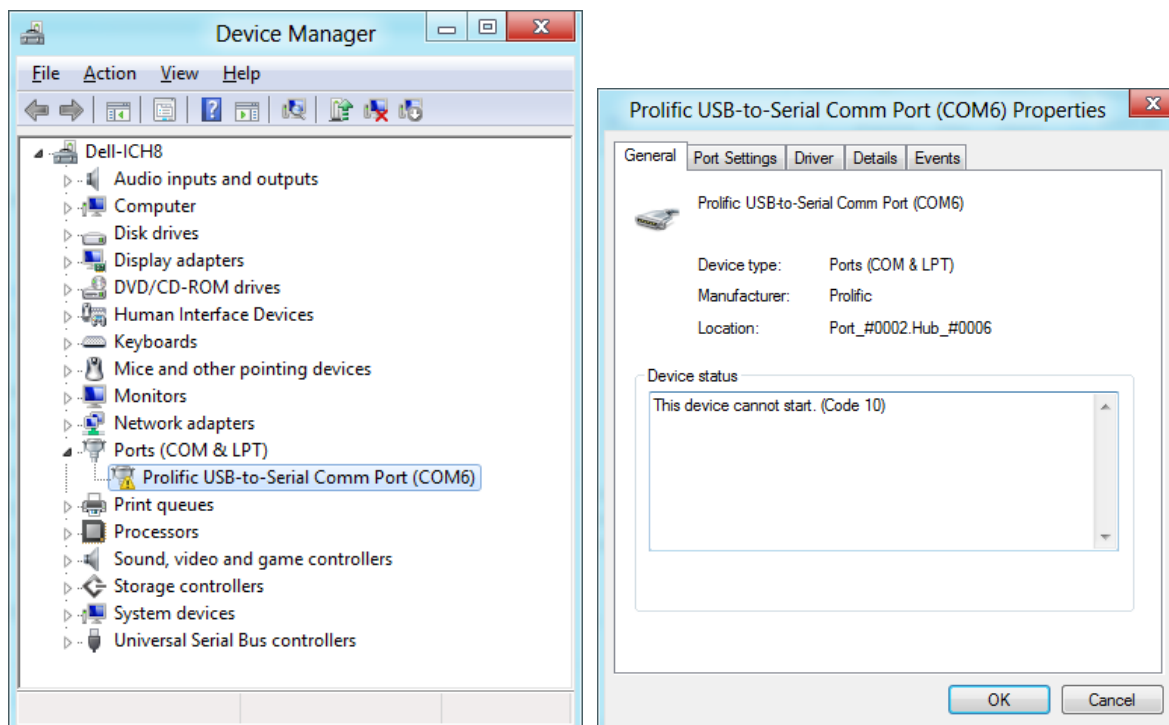 Device Manager
File Action View Help
Dell-ICH8
Audio inputs and outputs
Computer
Disk drives
Display adapters
DVD/CD-ROM drives
Human Interface Devices
Keyboards
Mice and other pointing devices
Monitors
Network adapters
Ports (COM & LPT)
Prolific USB-to-Serial Comm Port (COM6)
Print queues
Processors
Sound, video and game controllers
Storage controllers
System devices
Universal Serial Bus controllers
Prolific USB-to-Serial Comm Port (COM6) Properties
General Port Settings Driver Details Events
Prolific USB-to-Serial Comm Port (COM6)
Device type: Ports (COM & LPT)
Manufacturer: Prolific
Location: Port_#0002.Hub_#0006
Device status
This device cannot start. (Code 10)
OK Cancel